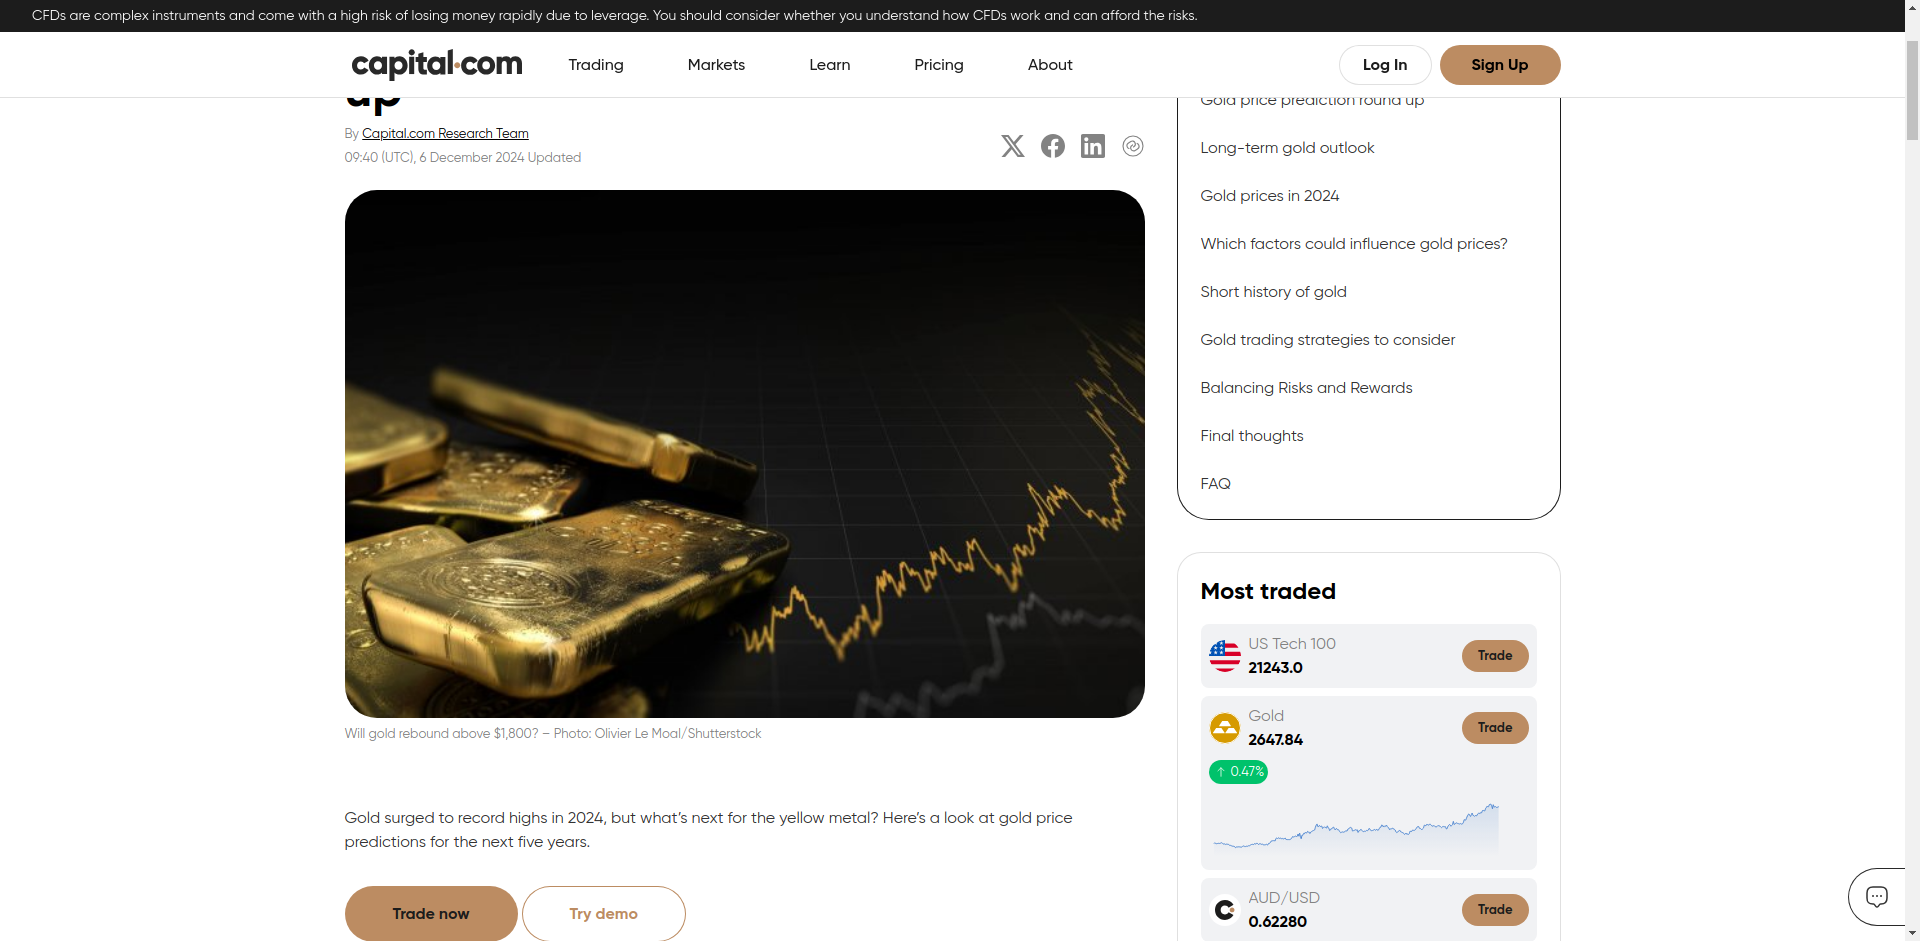 CFDs are complex instruments and come with a high risk of losing money rapidly due to leverage. You should consider whether you understand how CFDs work and can afford the risks.
capital.com
Trading
Markets
Learn
Pricing
About
Log In
Sign Up
up
By Capital.com Research Team
09:40 (UTC), 6 December 2024 Updated
Will gold rebound above $1,800? – Photo: Olivier Le Moal/Shutterstock
Gold surged to record highs in 2024, but what’s next for the yellow metal? Here’s a look at gold price
predictions for the next five years.
Trade now
Try demo
Gold price prediction round up
Long-term gold outlook
Gold prices in 2024
Which factors could influence gold prices?
Short history of gold
Gold trading strategies to consider
Balancing Risks and Rewards
Final thoughts
FAQ
Most traded
US Tech 100
21243.0
Trade
Gold
2647.84
Trade
↑ 0.47%
AUD/USD
0.62280
Trade